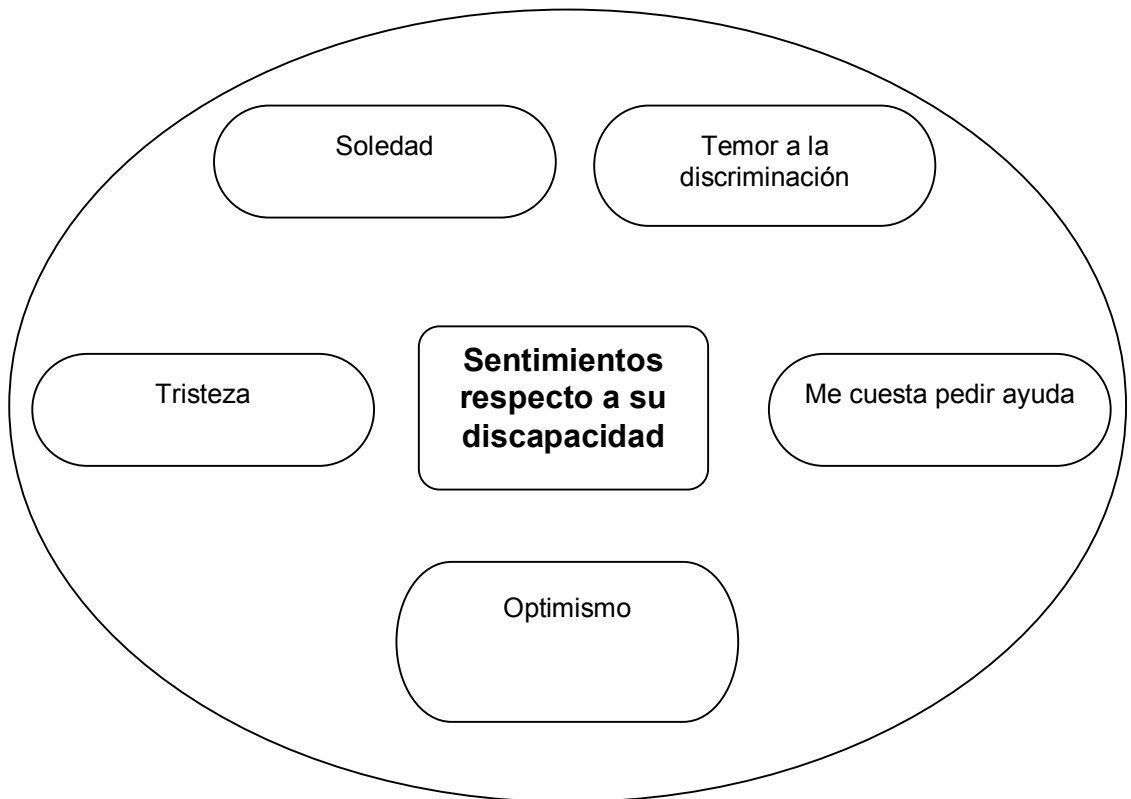 Soledad
Temor a la
discriminación
Tristeza
Sentimientos
respecto a su
discapacidad
Me cuesta pedir ayuda
Optimismo